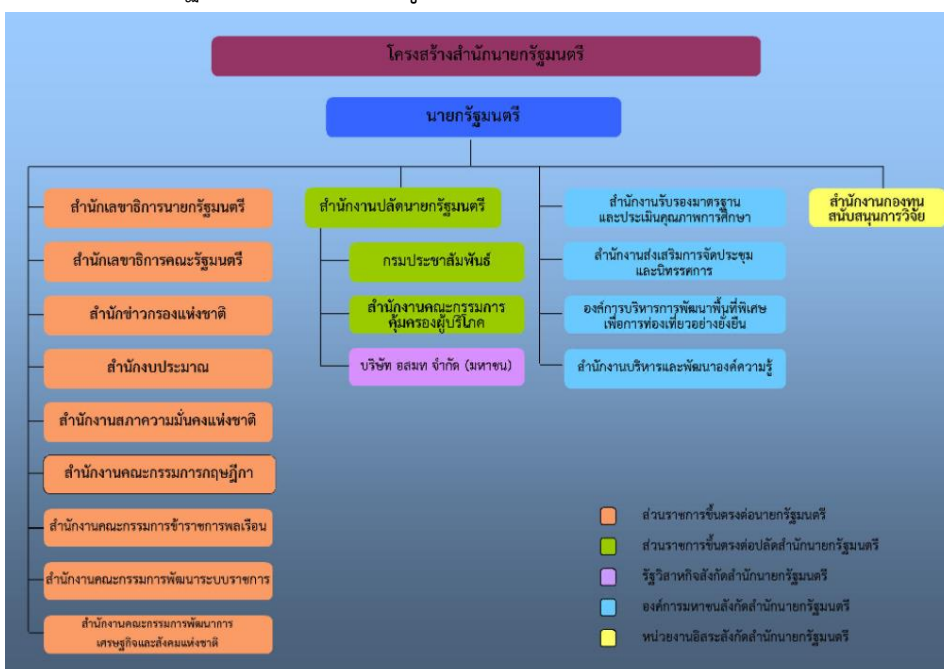 โครงสร้างสำนักนายกรัฐมนตรี
นายกรัฐมนตรี
สำนักเลขาธิการนายกรัฐมนตรี
สำนักเลขาธิการคณะรัฐมนตรี
สำนักข่าวกรองแห่งชาติ
สำนักงบประมาณ
สำนักงานสภาความมั่นคงแห่งชาติ
สำนักงานคณะกรรมการกฤษฎีกา
สำนักงานคณะกรรมการข้าราชการพลเรือน
สำนักงานคณะกรรมการพัฒนาระบบราชการ
สำนักงานคณะกรรมการพัฒนาการ
เศรษฐกิจและสังคมแห่งชาติ
สำนักงานปลัดนายกรัฐมนตรี
กรมประชาสัมพันธ์
สำนักงานคณะกรรมการ
คุ้มครองผู้บริโภค
บริษัท อสมท จำกัด (มหาชน)
สำนักงานรับรองมาตรฐาน
และประเมินคุณภาพการศึกษา
สำนักงานส่งเสริมการจัดประชุม
และนิทรรศการ
องค์การบริหารการพัฒนาพื้นที่พิเศษ
เพื่อการท่องเที่ยวอย่างยั่งยืน
สำนักงานบริหารและพัฒนาองค์ความรู้
สำนักงานกองทุน
สนับสนุนการวิจัย
ส่วนราชการขึ้นตรงต่อนายกรัฐมนตรี
ส่วนราชการขึ้นตรงต่อปลัดสำนักนายกรัฐมนตรี
รัฐวิสาหกิจสังกัดสำนักนายกรัฐมนตรี
องค์การมหาชนสังกัดสำนักนายกรัฐมนตรี
หน่วยงานอิสระสังกัดสำนักนายกรัฐมนตรี